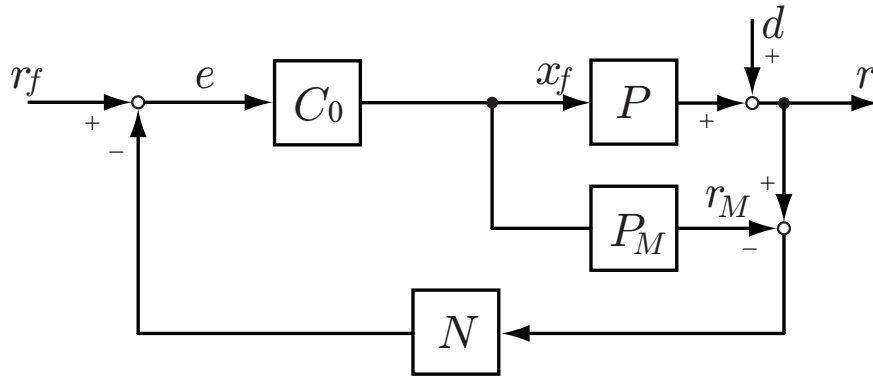 d
+
r_f e C_0 x_f P r
+ +
−
r_M +
P_M −
N